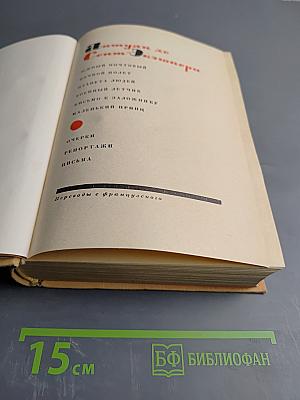 Антуан де
Сент-Экзюпери
ЮЖНЫЙ ПОЧТОВЫЙ
НОЧНОЙ ПОЛЕТ
ПЛАНЕТА ЛЮДЕЙ
ВОЕННЫЙ ЛЕТЧИК
ПИСЬМО К ЗАЛОЖНИКУ
МАЛЕНЬКИЙ ПРИНЦ
ОЧЕРКИ
РЕПОРТАЖИ
ПИСЬМА
Переводы с французского
15 СМ
БФ БИБЛИОФАН